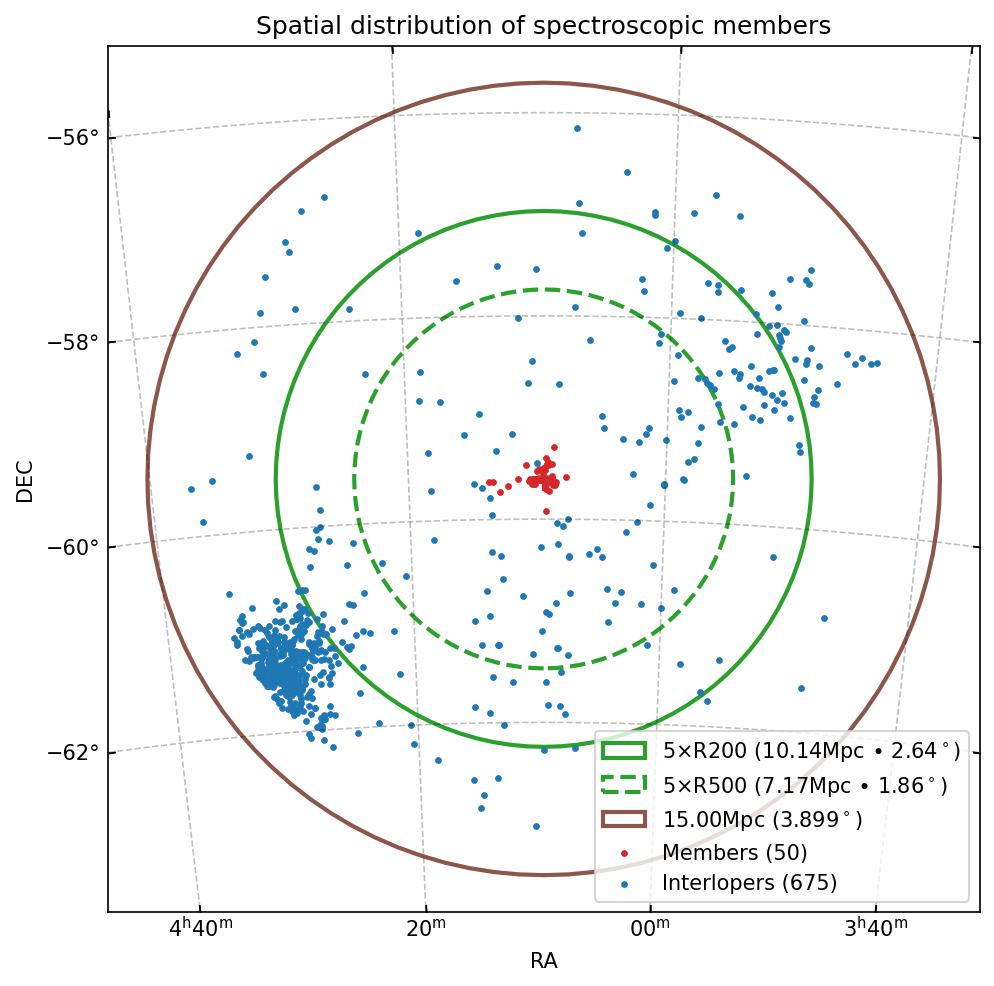 Spatial distribution of spectroscopic members
−56°
−58°
DEC
−60°
−62°
5×R200 (10.14Mpc • 2.64°)
5×R500 (7.17Mpc • 1.86°)
15.00Mpc (3.899°)
Members (50)
Interlopers (675)
4ʰ40ᵐ 20ᵐ 00ᵐ 3ʰ40ᵐ
RA